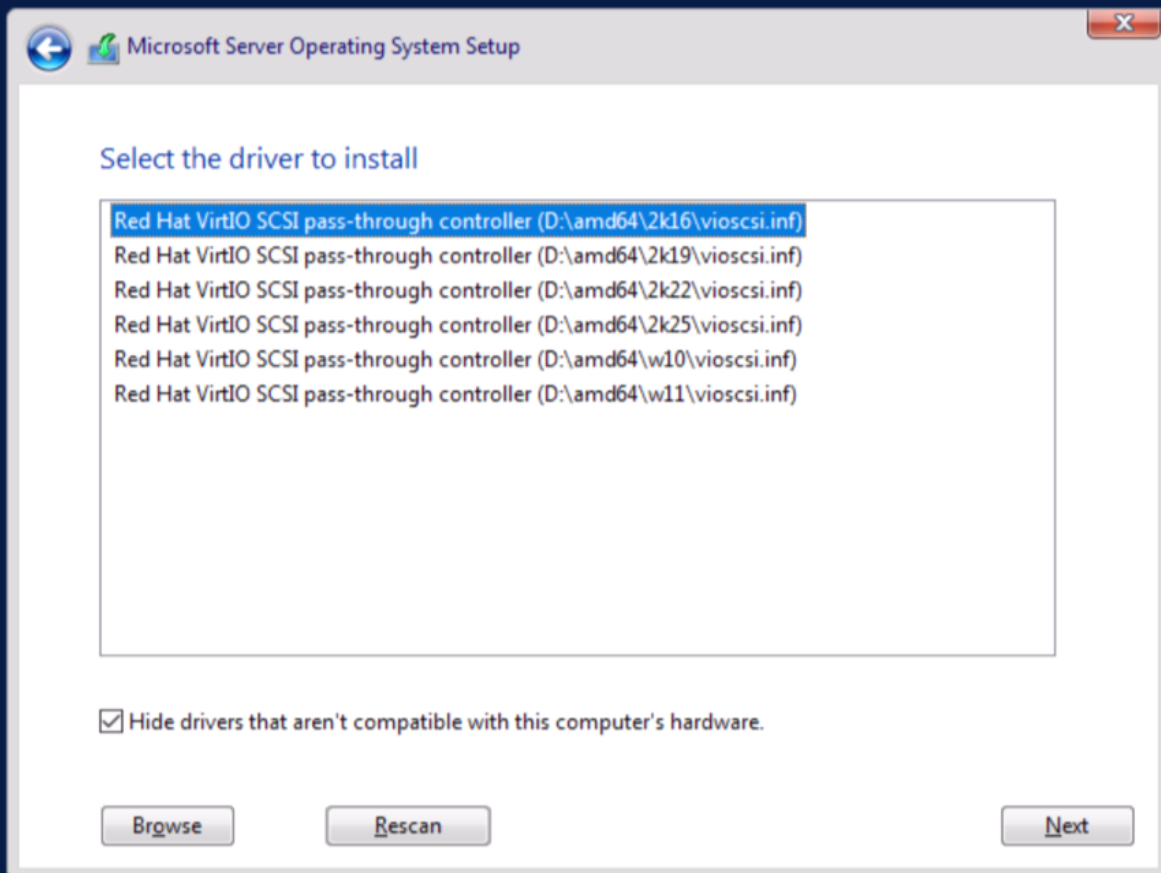 Microsoft Server Operating System Setup
Select the driver to install
Red Hat VirtIO SCSI pass-through controller (D:\amd64\2k16\vioscsi.inf)
Red Hat VirtIO SCSI pass-through controller (D:\amd64\2k19\vioscsi.inf)
Red Hat VirtIO SCSI pass-through controller (D:\amd64\2k22\vioscsi.inf)
Red Hat VirtIO SCSI pass-through controller (D:\amd64\2k25\vioscsi.inf)
Red Hat VirtIO SCSI pass-through controller (D:\amd64\w10\vioscsi.inf)
Red Hat VirtIO SCSI pass-through controller (D:\amd64\w11\vioscsi.inf)
Hide drivers that aren't compatible with this computer's hardware.
Browse Rescan Next